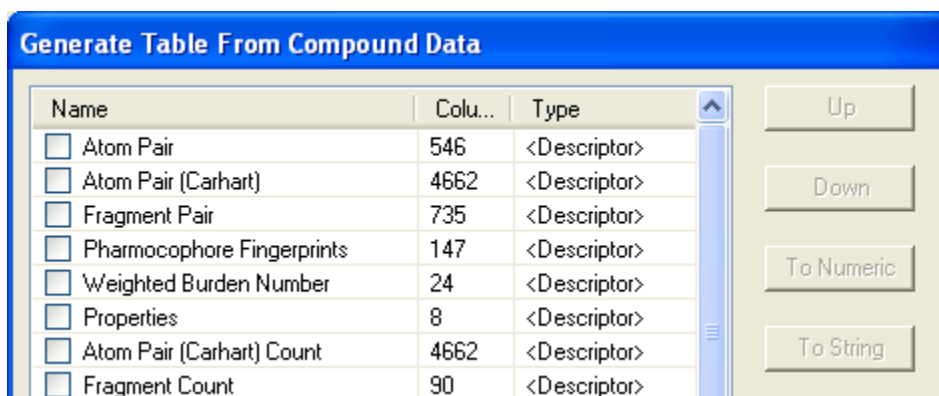 Generate Table From Compound Data
Name Colu... Type
Atom Pair 546 <Descriptor>
Atom Pair (Carhart) 4662 <Descriptor>
Fragment Pair 735 <Descriptor>
Pharmocophore Fingerprints 147 <Descriptor>
Weighted Burden Number 24 <Descriptor>
Properties 8 <Descriptor>
Atom Pair (Carhart) Count 4662 <Descriptor>
Fragment Count 90 <Descriptor>
Up
Down
To Numeric
To String